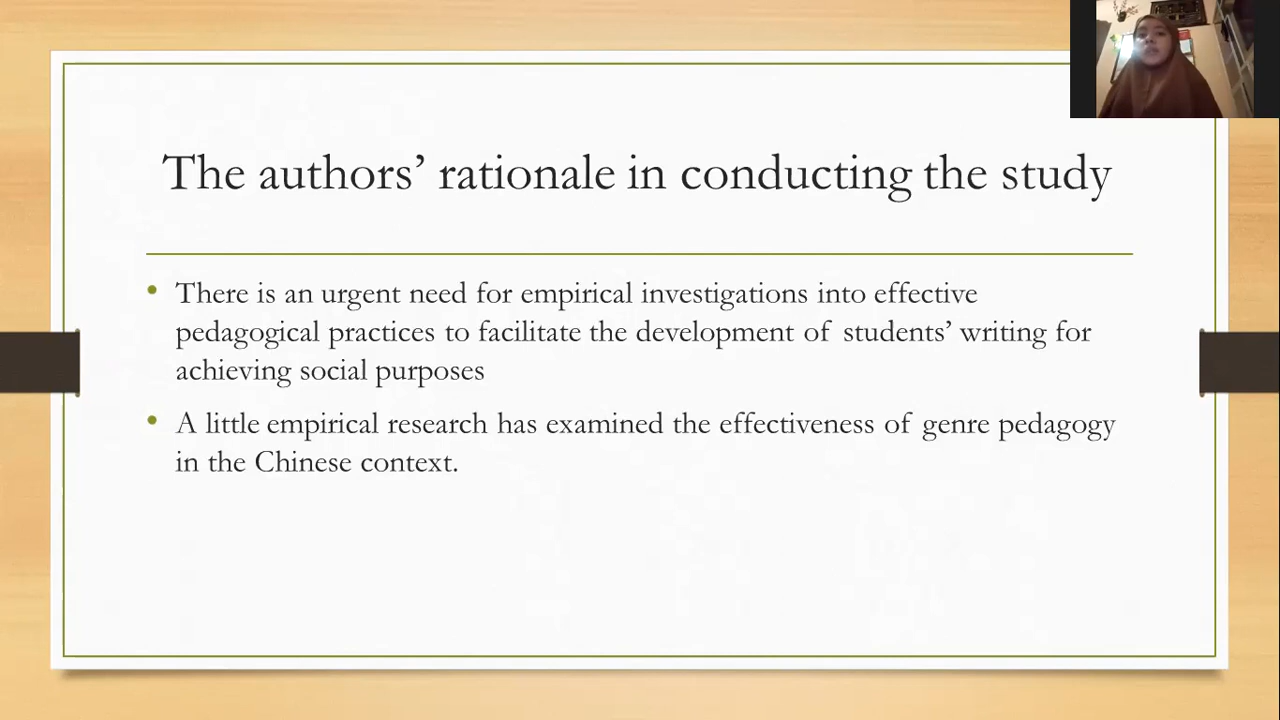 The authors’ rationale in conducting the study
• There is an urgent need for empirical investigations into effective
pedagogical practices to facilitate the development of students’ writing for
achieving social purposes
• A little empirical research has examined the effectiveness of genre pedagogy
in the Chinese context.